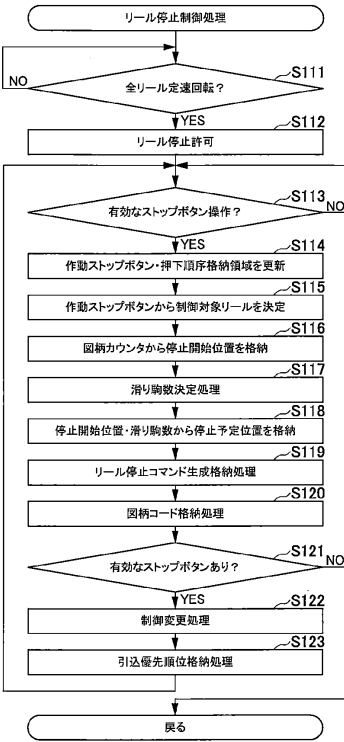 リール停止制御処理
S111
NO
全リール定速回転？
YES
S112
リール停止許可
S113
NO
有効なストップボタン操作？
YES
S114
作動ストップボタン・押下順序格納領域を更新
S115
作動ストップボタンから制御対象リールを決定
S116
図柄カウンタから停止開始位置を格納
S117
滑り駒数決定処理
S118
停止開始位置・滑り駒数から停止予定位置を格納
S119
リール停止コマンド生成格納処理
S120
図柄コード格納処理
S121
NO
有効なストップボタンあり？
YES
S122
制御変更処理
S123
引込優先順位格納処理
戻る